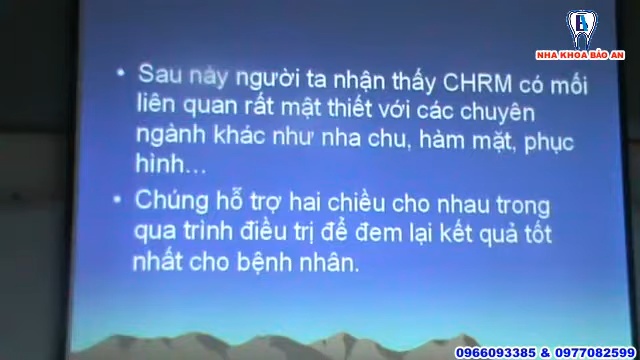 NHA KHOA BẢO AN
• Sau này người ta nhận thấy CHRM có mối
liên quan rất mật thiết với các chuyên
ngành khác như nha chu, hàm mặt, phục
hình...
• Chúng hỗ trợ hai chiều cho nhau trong
qua trình điều trị để đem lại kết quả tốt
nhất cho bệnh nhân.
0966093385 & 0977082599